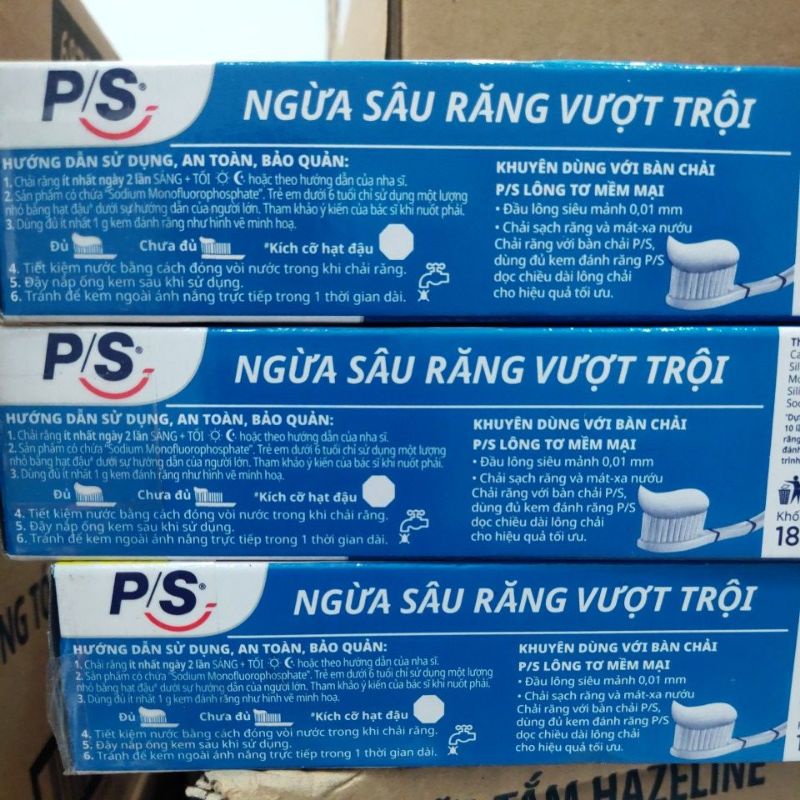 P/S
NGỪA SÂU RĂNG VƯỢT TRỘI
HƯỚNG DẪN SỬ DỤNG, AN TOÀN, BẢO QUẢN:
1. Chải răng ít nhất ngày 2 lần SÁNG + TỐI hoặc theo hướng dẫn của nha sĩ.
2. Sản phẩm có chứa "Sodium Monofluorophosphate". Trẻ em dưới 6 tuổi chỉ sử dụng một lượng
nhỏ bằng hạt đậu* dưới sự hướng dẫn của người lớn. Tham khảo ý kiến của bác sĩ khi nuốt phải.
3. Dùng đủ ít nhất 1 g kem đánh răng như hình vẽ minh hoạ.
Đủ Chưa đủ *Kích cỡ hạt đậu
4. Tiết kiệm nước bằng cách đóng vòi nước trong khi chải răng.
5. Đậy nắp ống kem sau khi sử dụng.
6. Tránh để kem ngoài ánh nắng trực tiếp trong 1 thời gian dài.
KHUYÊN DÙNG VỚI BÀN CHẢI
P/S LÔNG TƠ MỀM MẠI
• Đầu lông siêu mảnh 0,01 mm
• Chải sạch răng và mát-xa nướu
Chải răng với bàn chải P/S,
dùng đủ kem đánh răng P/S
dọc chiều dài lông chải
cho hiệu quả tối ưu.
P/S
NGỪA SÂU RĂNG VƯỢT TRỘI
HƯỚNG DẪN SỬ DỤNG, AN TOÀN, BẢO QUẢN:
1. Chải răng ít nhất ngày 2 lần SÁNG + TỐI hoặc theo hướng dẫn của nha sĩ.
2. Sản phẩm có chứa "Sodium Monofluorophosphate". Trẻ em dưới 6 tuổi chỉ sử dụng một lượng
nhỏ bằng hạt đậu* dưới sự hướng dẫn của người lớn. Tham khảo ý kiến của bác sĩ khi nuốt phải.
3. Dùng đủ ít nhất 1 g kem đánh răng như hình vẽ minh hoạ.
Đủ Chưa đủ *Kích cỡ hạt đậu
4. Tiết kiệm nước bằng cách đóng vòi nước trong khi chải răng.
5. Đậy nắp ống kem sau khi sử dụng.
6. Tránh để kem ngoài ánh nắng trực tiếp trong 1 thời gian dài.
KHUYÊN DÙNG VỚI BÀN CHẢI
P/S LÔNG TƠ MỀM MẠI
• Đầu lông siêu mảnh 0,01 mm
• Chải sạch răng và mát-xa nướu
Chải răng với bàn chải P/S,
dùng đủ kem đánh răng P/S
dọc chiều dài lông chải
cho hiệu quả tối ưu.
18
P/S
NGỪA SÂU RĂNG VƯỢT TRỘI
HƯỚNG DẪN SỬ DỤNG, AN TOÀN, BẢO QUẢN:
1. Chải răng ít nhất ngày 2 lần SÁNG + TỐI hoặc theo hướng dẫn của nha sĩ.
2. Sản phẩm có chứa "Sodium Monofluorophosphate". Trẻ em dưới 6 tuổi chỉ sử dụng một lượng
nhỏ bằng hạt đậu* dưới sự hướng dẫn của người lớn. Tham khảo ý kiến của bác sĩ khi nuốt phải.
3. Dùng đủ ít nhất 1 g kem đánh răng như hình vẽ minh hoạ.
Đủ Chưa đủ *Kích cỡ hạt đậu
4. Tiết kiệm nước bằng cách đóng vòi nước trong khi chải răng.
5. Đậy nắp ống kem sau khi sử dụng.
6. Tránh để kem ngoài ánh nắng trực tiếp trong 1 thời gian dài.
KHUYÊN DÙNG VỚI BÀN CHẢI
P/S LÔNG TƠ MỀM MẠI
• Đầu lông siêu mảnh 0,01 mm
• Chải sạch răng và mát-xa nướu
Chải răng với bàn chải P/S,
dùng đủ kem đánh răng P/S
dọc chiều dài lông chải
cho hiệu quả tối ưu.
TẮM HAZELINE